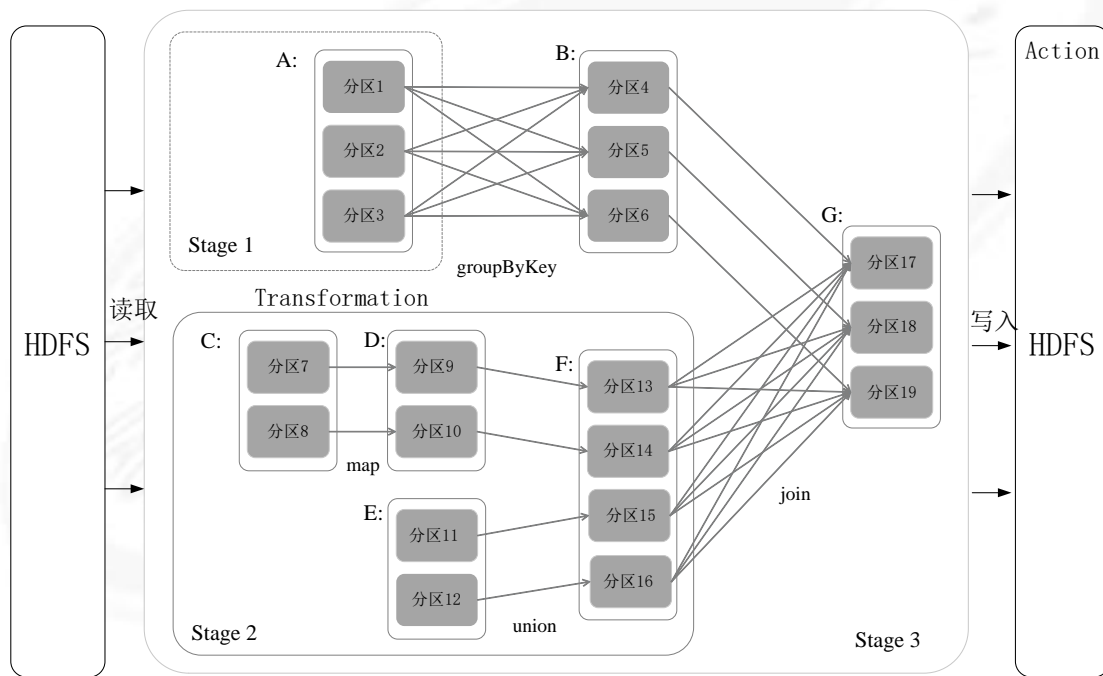 HDFS
读取
A:
分区1
分区2
分区3
Stage 1
groupByKey
B:
分区4
分区5
分区6
Transformation
C:
分区7
分区8
map
D:
分区9
分区10
E:
分区11
分区12
union
F:
分区13
分区14
分区15
分区16
Stage 2
join
G:
分区17
分区18
分区19
Stage 3
写入
Action
HDFS